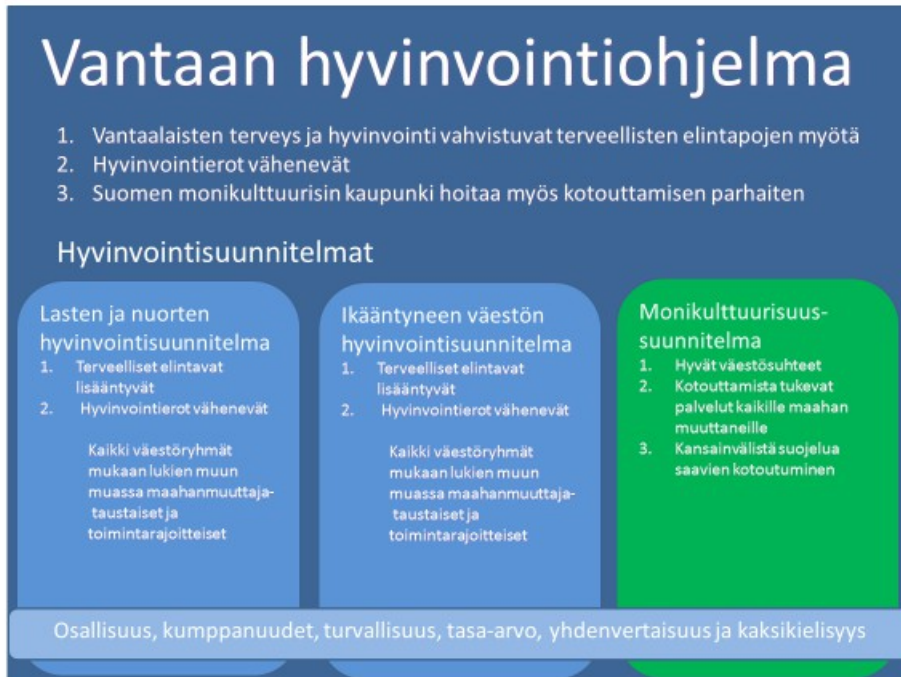 Vantaan hyvinvointiohjelma
1. Vantaalaisten terveys ja hyvinvointi vahvistuvat terveellisten elintapojen myötä
2. Hyvinvointierot vähenevät
3. Suomen monikulttuurisin kaupunki hoitaa myös kotouttamisen parhaiten
Hyvinvointisuunnitelmat
Lasten ja nuorten
hyvinvointisuunnitelma
1. Terveelliset elintavat
lisääntyvät
2. Hyvinvointierot vähenevät
Kaikki väestöryhmät
mukaan lukien muun
muassa maahanmuuttaja-
taustaiset ja
toimintarajoitteiset
Ikääntyneen väestön
hyvinvointisuunnitelma
1. Terveelliset elintavat
lisääntyvät
2. Hyvinvointierot vähenevät
Kaikki väestöryhmät
mukaan lukien muun
muassa maahanmuuttaja-
taustaiset ja
toimintarajoitteiset
Monikulttuurisuus-
suunnitelma
1. Hyvät väestösuhteet
2. Kotouttamista tukevat
palvelut kaikille maahan
muuttaneille
3. Kansainvälistä suojelua
saavien kotoutuminen
Osallisuus, kumppanuudet, turvallisuus, tasa-arvo, yhdenvertaisuus ja kaksikielisyys